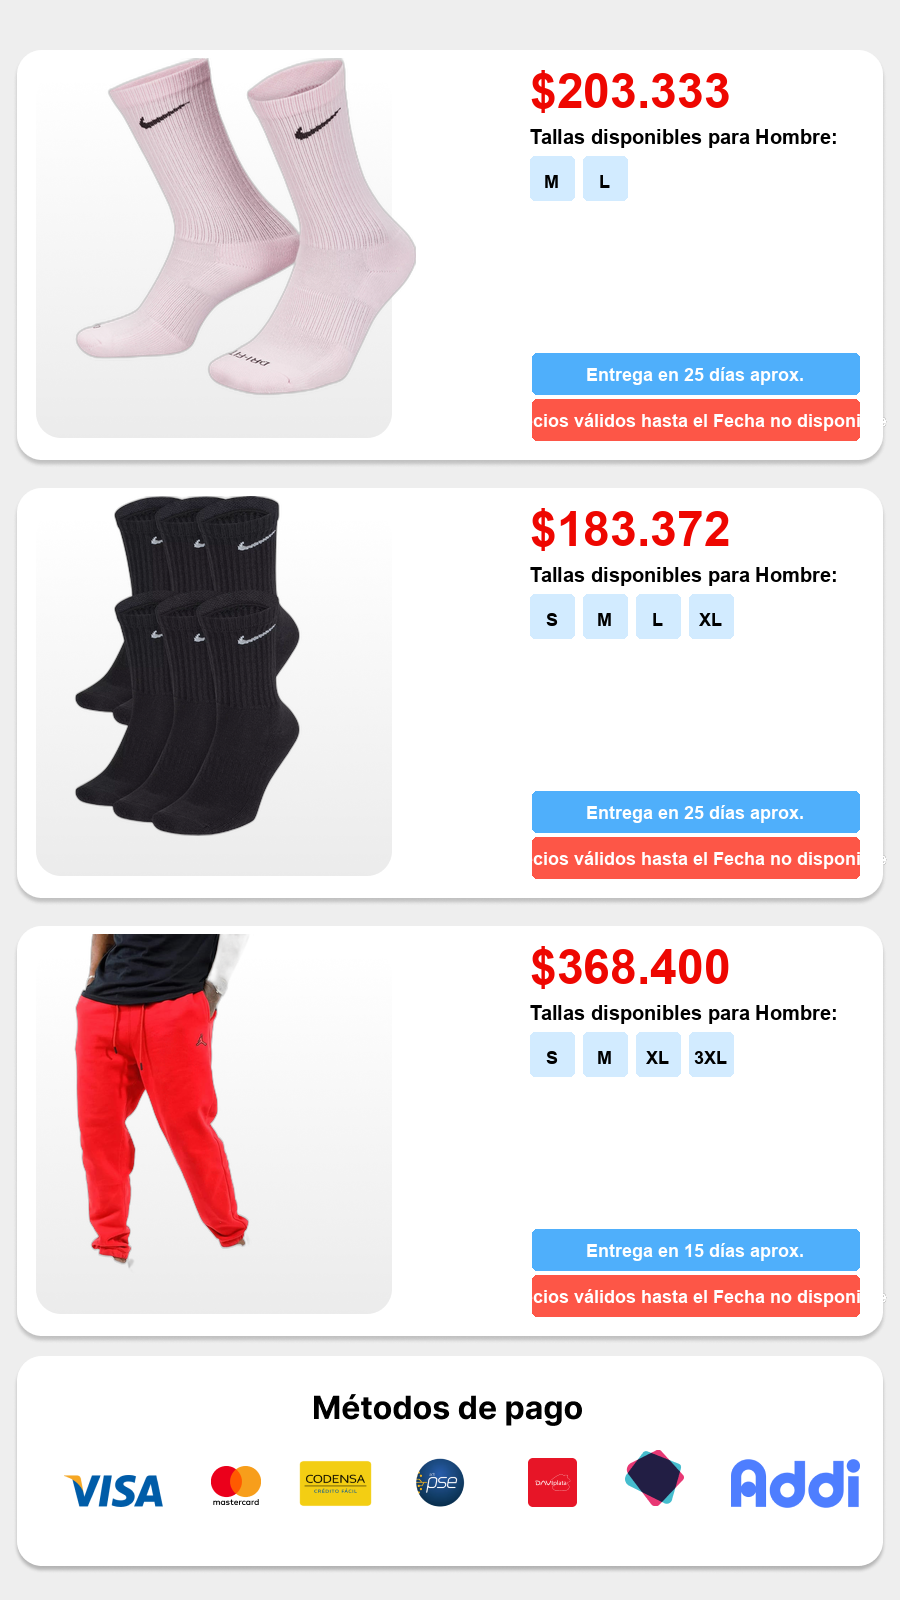 $203.333
Tallas disponibles para Hombre:
M L
DRI-FIT
Entrega en 25 días aprox.
cios válidos hasta el Fecha no disponi
$183.372
Tallas disponibles para Hombre:
S M L XL
Entrega en 25 días aprox.
cios válidos hasta el Fecha no disponi
$368.400
Tallas disponibles para Hombre:
S M XL 3XL
Entrega en 15 días aprox.
cios válidos hasta el Fecha no disponi
Métodos de pago
VISA
mastercard
CODENSA
CRÉDITO FÁCIL
pse
DAVIplata
Addi